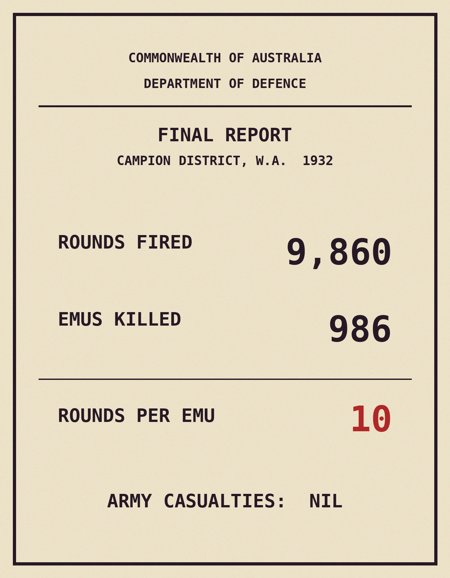 COMMONWEALTH OF AUSTRALIA
DEPARTMENT OF DEFENCE
FINAL REPORT
CAMPION DISTRICT, W.A. 1932
ROUNDS FIRED 9,860
EMUS KILLED 986
ROUNDS PER EMU 10
ARMY CASUALTIES: NIL